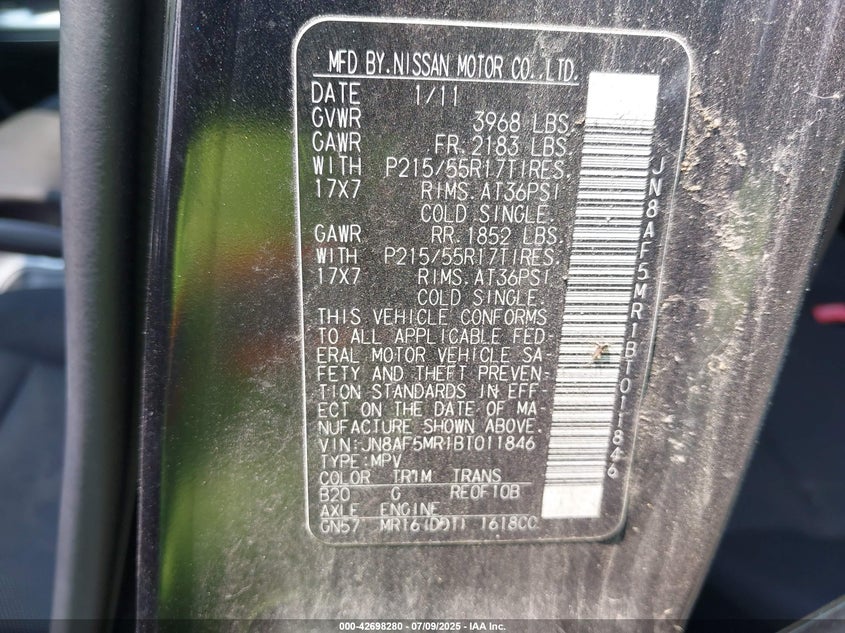 MFD BY.NISSAN MOTOR CO.,LTD.
DATE 1/11
GVWR 3968 LBS.
GAWR FR.2183 LBS.
WITH P215/55R17TIRES.
17X7 RIMS.AT36PSI
COLD SINGLE.
GAWR RR.1852 LBS.
WITH P215/55R17TIRES.
17X7 RIMS.AT36PSI
COLD SINGLE.
THIS VEHICLE CONFORMS
TO ALL APPLICABLE FED-
ERAL MOTOR VEHICLE SA-
FETY AND THEFT PREVEN-
TION STANDARDS IN EFF-
ECT ON THE DATE OF MA-
NUFACTURE SHOWN ABOVE.
VIN:JN8AF5MR1BT011846
TYPE:MPV
COLOR TRIM TRANS
B20 G RE0F10B
AXLE ENGINE
GN57 MR16(DDT) 1618CC
JN8AF5MR1BT011846
000-42698280 - 07/09/2025 - IAA Inc.